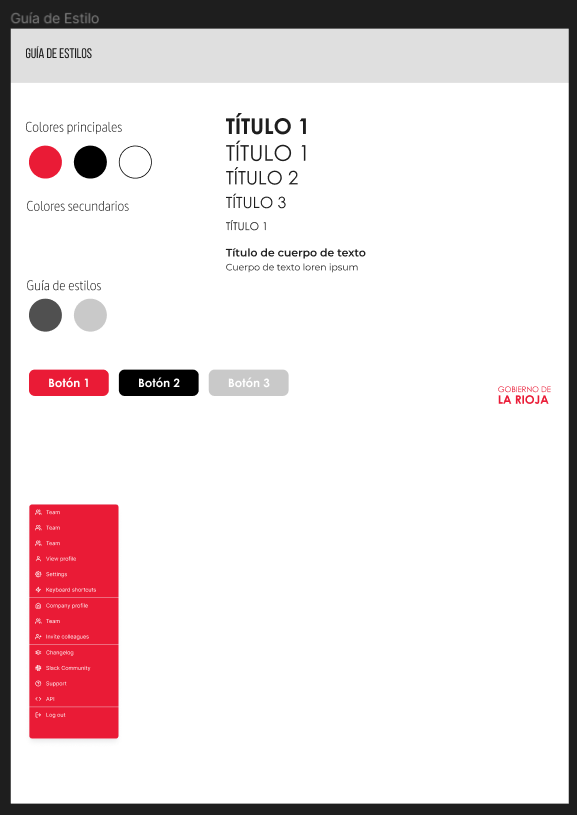 Guía de Estilo
GUÍA DE ESTILOS
Colores principales
Colores secundarios
Guía de estilos
TÍTULO 1
TÍTULO 1
TÍTULO 2
TÍTULO 3
TÍTULO 1
Título de cuerpo de texto
Cuerpo de texto loren ipsum
Botón 1
Botón 2
Botón 3
GOBIERNO DE
LA RIOJA
Team
Team
Team
View profile
Settings
Keyboard shortcuts
Company profile
Team
Invite colleagues
Changelog
Slack Community
Support
API
Log out